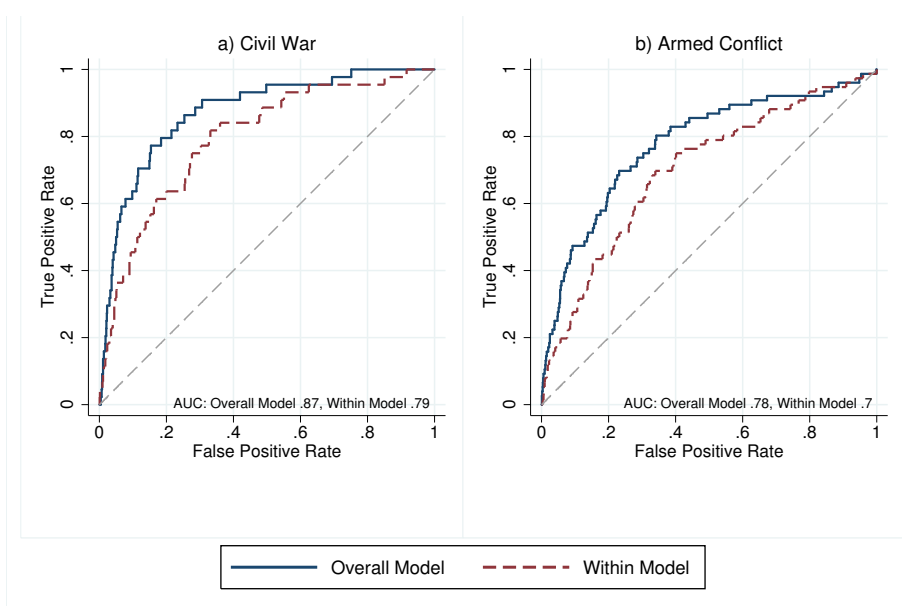 a) Civil War
True Positive Rate
0 .2 .4 .6 .8 1
AUC: Overall Model .87, Within Model .79
0 .2 .4 .6 .8 1
False Positive Rate
b) Armed Conflict
True Positive Rate
0 .2 .4 .6 .8 1
AUC: Overall Model .78, Within Model .7
0 .2 .4 .6 .8 1
False Positive Rate
Overall Model Within Model